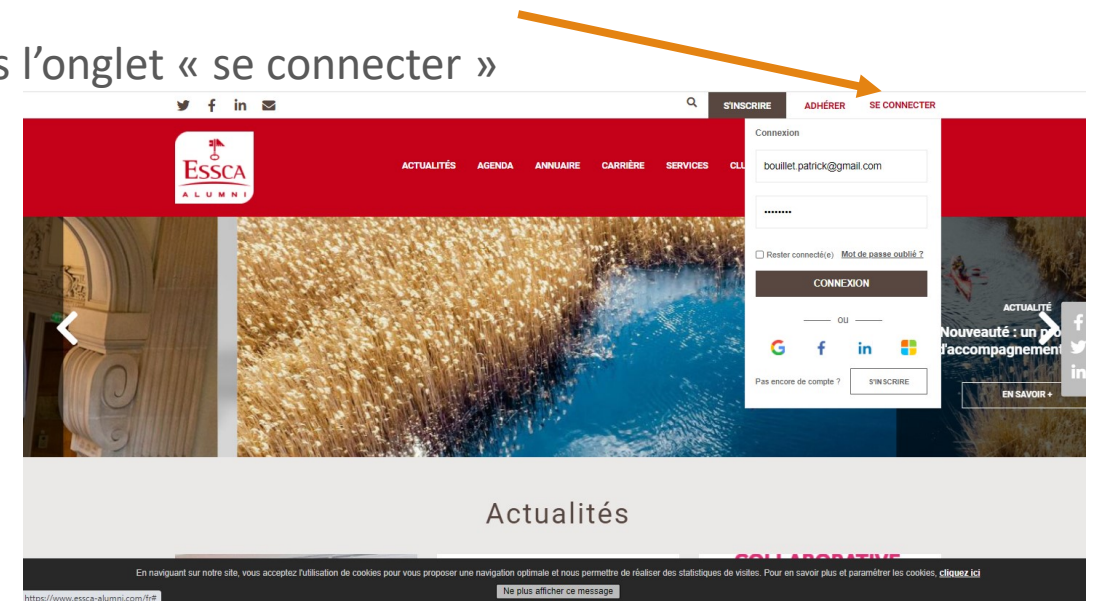 s l'onglet « se connecter »
S'INSCRIRE ADHÉRER SE CONNECTER
Connexion
ESSCA
ALUMNI
ACTUALITÉS AGENDA ANNUAIRE CARRIÈRE SERVICES CLU
bouillet.patrick@gmail.com
••••••••
Rester connecté(e) Mot de passe oublié ?
CONNEXION
ou
Pas encore de compte ? S'INSCRIRE
ACTUALITÉ
Nouveauté : un
d'accompagnement
EN SAVOIR +
Actualités
COLLABORATIVE
En naviguant sur notre site, vous acceptez l'utilisation de cookies pour vous proposer une navigation optimale et nous permettre de réaliser des statistiques de visites. Pour en savoir plus et paramétrer les cookies, cliquez ici
Ne plus afficher ce message
https://www.essca-alumni.com/fr#